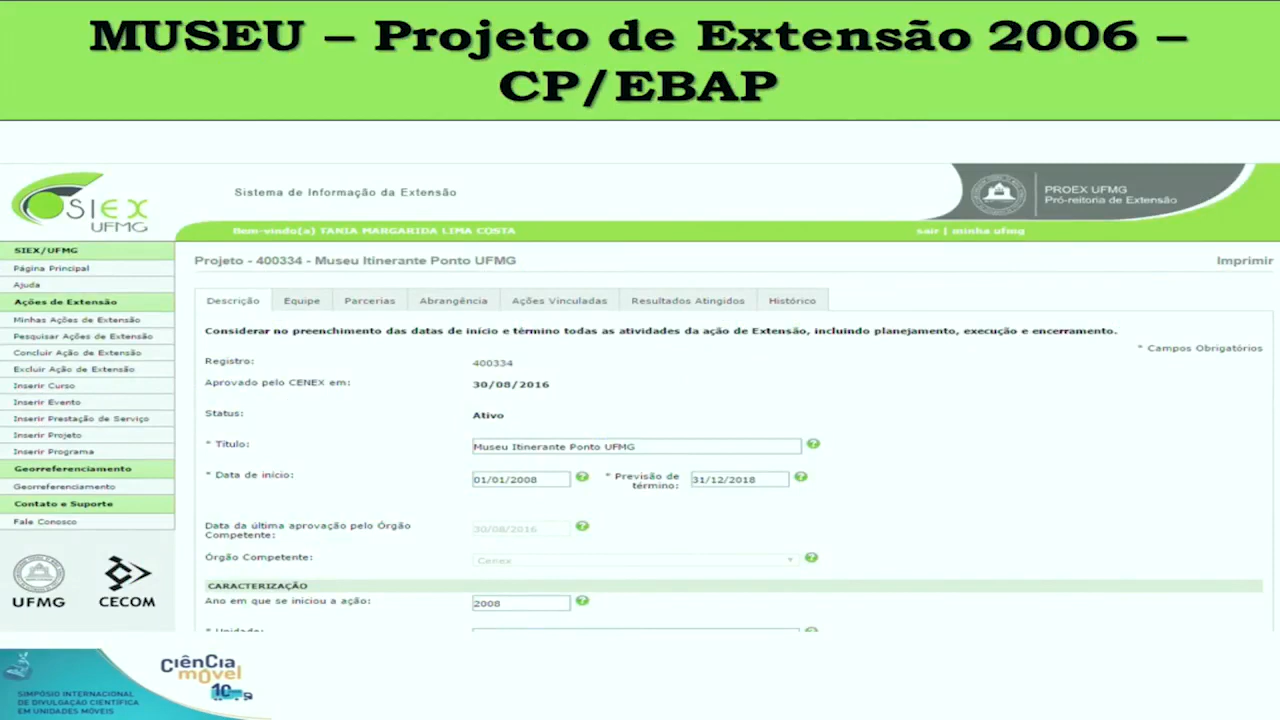 MUSEU – Projeto de Extensão 2006 –
CP/EBAP
SIEX
UFMG
Sistema de Informação da Extensão
PROEX UFMG
Pró-reitoria de Extensão
Bem-vindo(a) TANIA MARGARIDA LIMA COSTA
sair | minha ufmg
SIEX/UFMG
Página Principal
Ajuda
Ações de Extensão
Minhas Ações de Extensão
Pesquisar Ações de Extensão
Concluir Ação de Extensão
Excluir Ação de Extensão
Inserir Curso
Inserir Evento
Inserir Prestação de Serviço
Inserir Projeto
Inserir Programa
Georreferenciamento
Georreferenciamento
Contato e Suporte
Fale Conosco
UFMG
CECOM
Projeto - 400334 - Museu Itinerante Ponto UFMG
Imprimir
Descrição Equipe Parcerias Abrangência Ações Vinculadas Resultados Atingidos Histórico
Considerar no preenchimento das datas de início e término todas as atividades da ação de Extensão, incluindo planejamento, execução e encerramento.
* Campos Obrigatórios
Registro: 400334
Aprovado pelo CENEX em: 30/08/2016
Status: Ativo
* Título: Museu Itinerante Ponto UFMG
* Data de início: 01/01/2008 * Previsão de
término: 31/12/2018
Data da última aprovação pelo Órgão
Competente: 30/08/2016
Órgão Competente: Cenex
CARACTERIZAÇÃO
Ano em que se iniciou a ação: 2008
* Unidade:
SIMPÓSIO INTERNACIONAL
DE DIVULGAÇÃO CIENTÍFICA
EM UNIDADES MÓVEIS
CiênCia
móvel
10